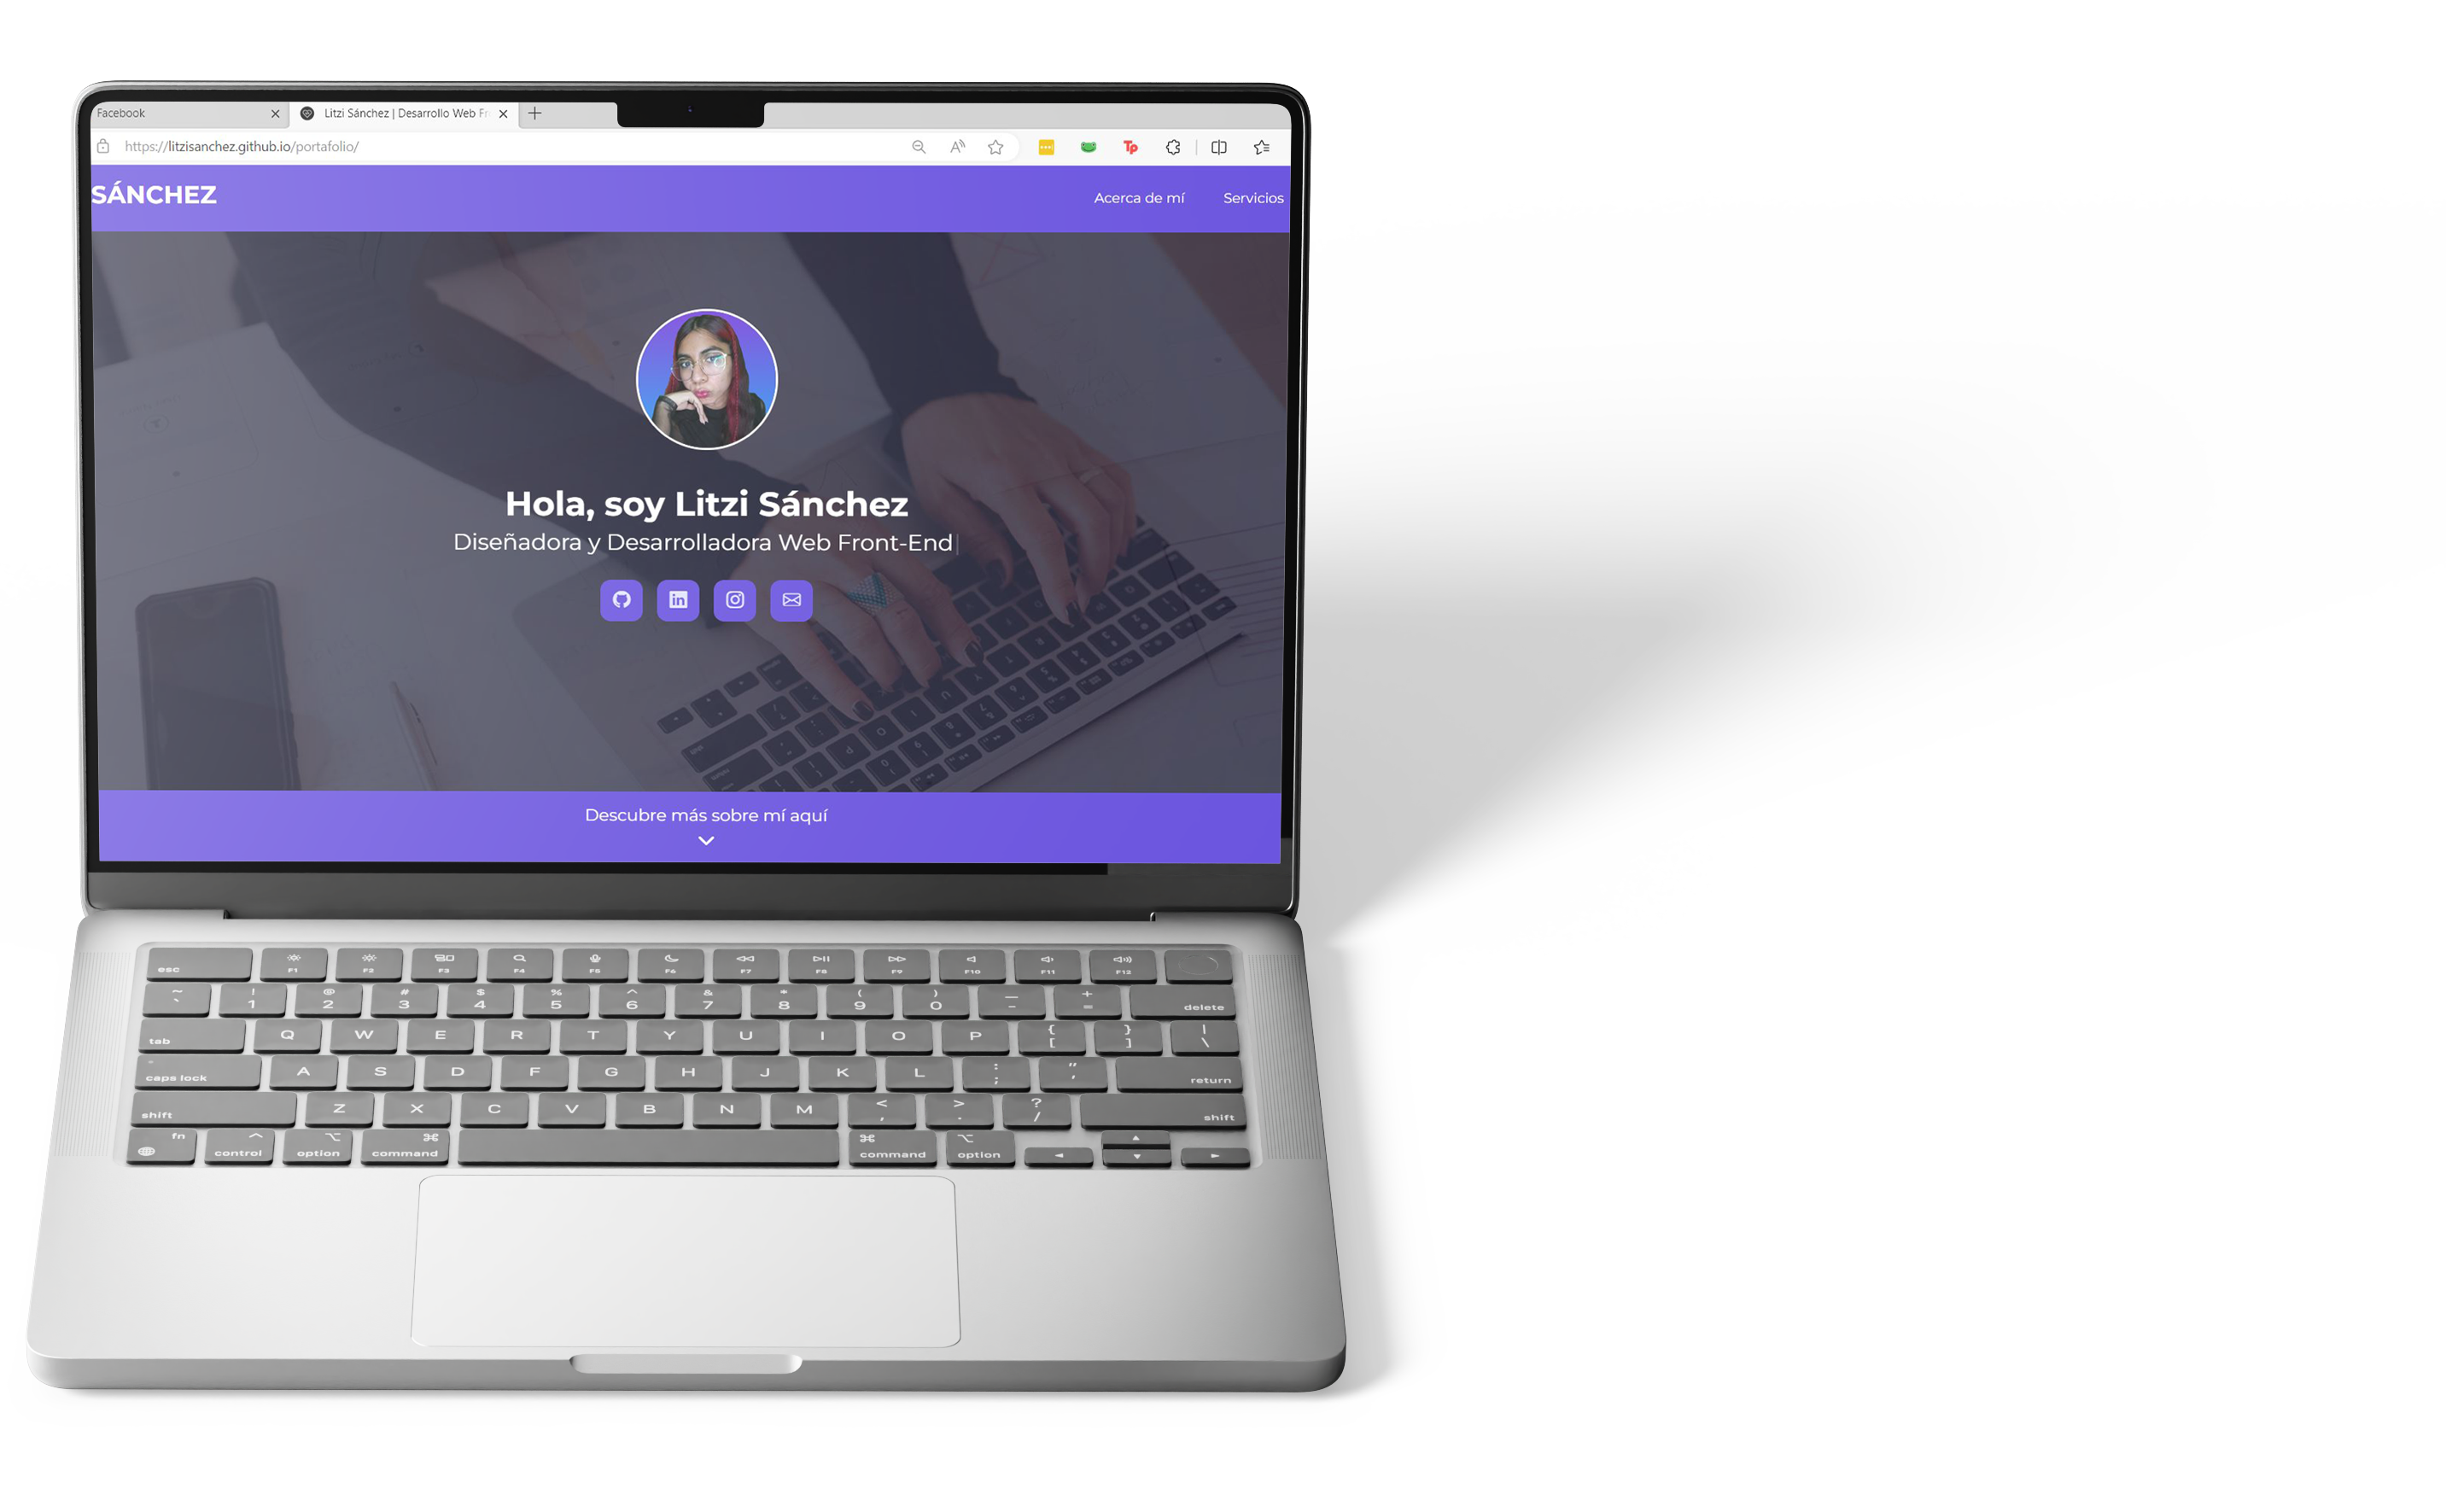 Facebook
Litzi Sánchez | Desarrollo Web Fr
https://litzisanchez.github.io/portafolio/
SÁNCHEZ
Acerca de mí
Servicios
Hola, soy Litzi Sánchez
Diseñadora y Desarrolladora Web Front-End
Descubre más sobre mí aquí
esc F1 F2 F3 F4 F5 F6 F7 F8 F9 F10 F11 F12
~ ! @ # $ % ^ & * ( ) — +
` 1 2 3 4 5 6 7 8 9 0 - = delete
tab Q W E R T Y U I O P { [ } ] | \
caps lock A S D F G H J K L : ; " ' return
shift Z X C V B N M < , > . ? / shift
fn control option command command option